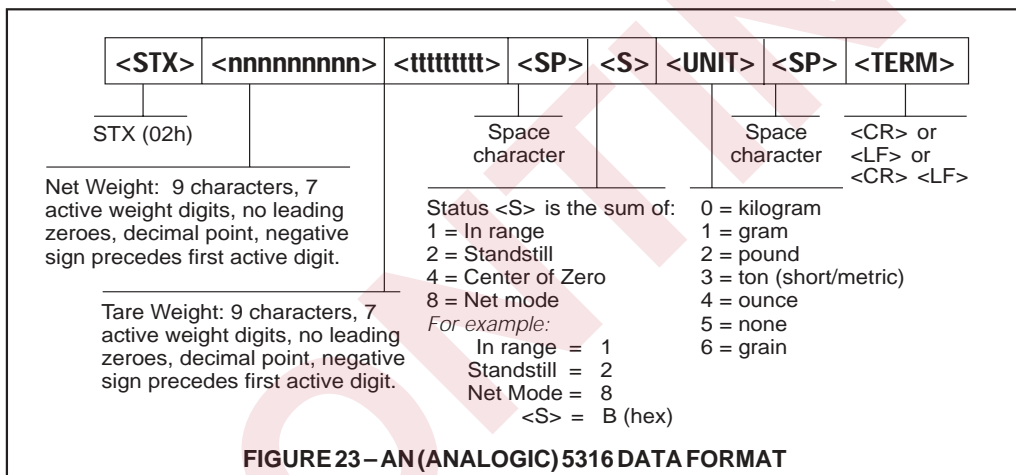 <STX> <nnnnnnnnnn> <ttttttttt> <SP> <S> <UNIT> <SP> <TERM>
STX (02h)
Net Weight: 9 characters, 7
active weight digits, no leading
zeroes, decimal point, negative
sign precedes first active digit.
Tare Weight: 9 characters, 7
active weight digits, no leading
zeroes, decimal point, negative
sign precedes first active digit.
Space
character
Status <S> is the sum of:
1 = In range
2 = Standstill
4 = Center of Zero
8 = Net mode
For example:
In range = 1
Standstill = 2
Net Mode = 8
<S> = B (hex)
0 = kilogram
1 = gram
2 = pound
3 = ton (short/metric)
4 = ounce
5 = none
6 = grain
Space
character
<CR> or
<LF> or
<CR> <LF>
FIGURE 23 – AN (ANALOGIC) 5316 DATA FORMAT